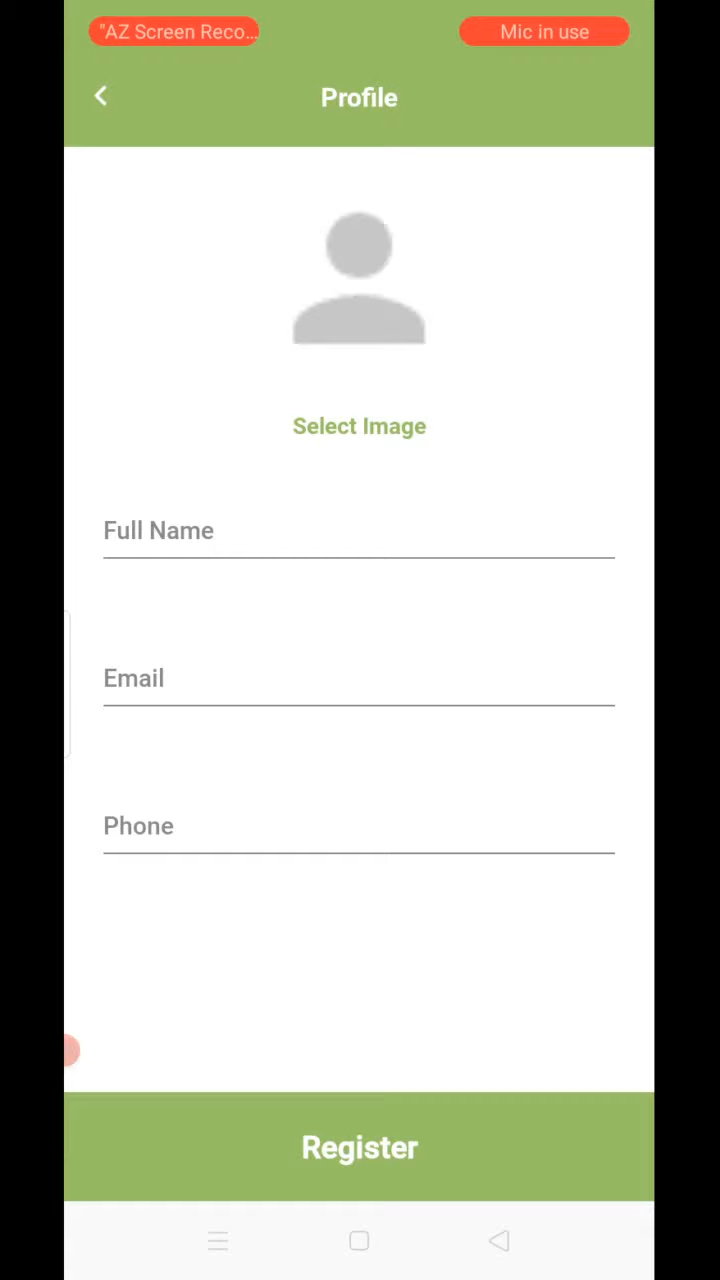 "AZ Screen Reco...
Mic in use
Profile
Select Image
Full Name
Email
Phone
Register